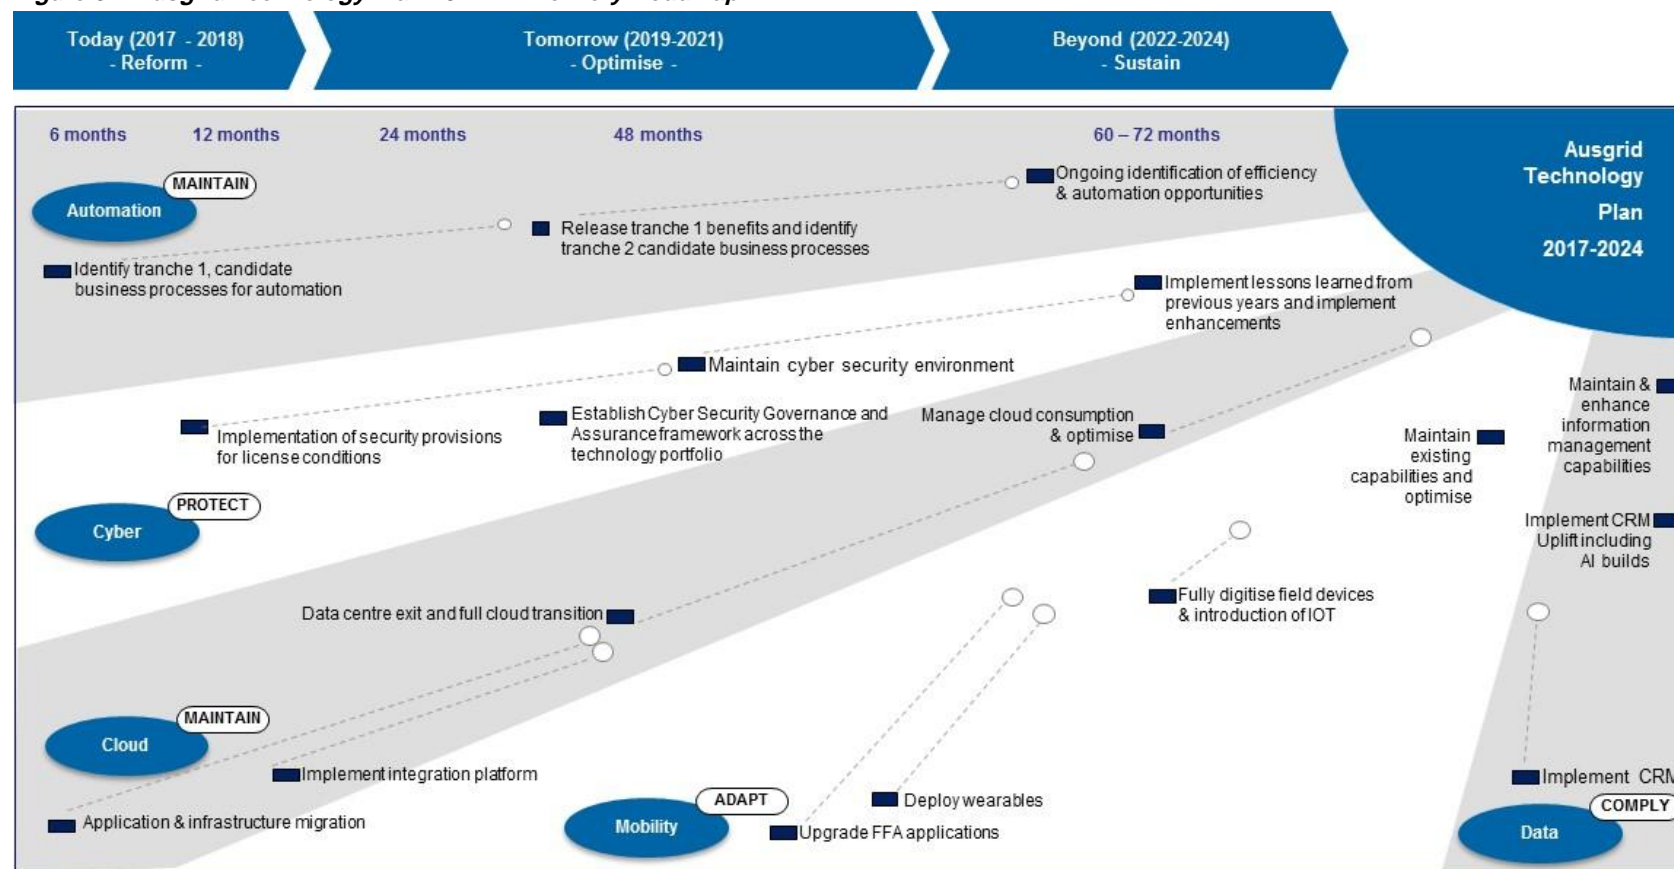 Today (2017 - 2018)
- Reform -
Tomorrow (2019-2021)
- Optimise -
Beyond (2022-2024)
- Sustain
6 months
12 months
24 months
48 months
60 – 72 months
Ausgrid
Technology
Plan
2017-2024
MAINTAIN
Automation
Identify tranche 1, candidate
business processes for automation
Release tranche 1 benefits and identify
tranche 2 candidate business processes
Ongoing identification of efficiency
& automation opportunities
Implement lessons learned from
previous years and implement
enhancements
Maintain cyber security environment
Implementation of security provisions
for license conditions
Establish Cyber Security Governance and
Assurance framework across the
technology portfolio
PROTECT
Cyber
Manage cloud consumption
& optimise
Data centre exit and full cloud transition
MAINTAIN
Cloud
Implement integration platform
Application & infrastructure migration
Maintain
existing
capabilities and
optimise
Fully digitise field devices
& introduction of IOT
ADAPT
Mobility
Deploy wearables
Upgrade FFA applications
Maintain &
enhance
information
management
capabilities
Implement CRM
Uplift including
AI builds
Implement CRM
COMPLY
Data